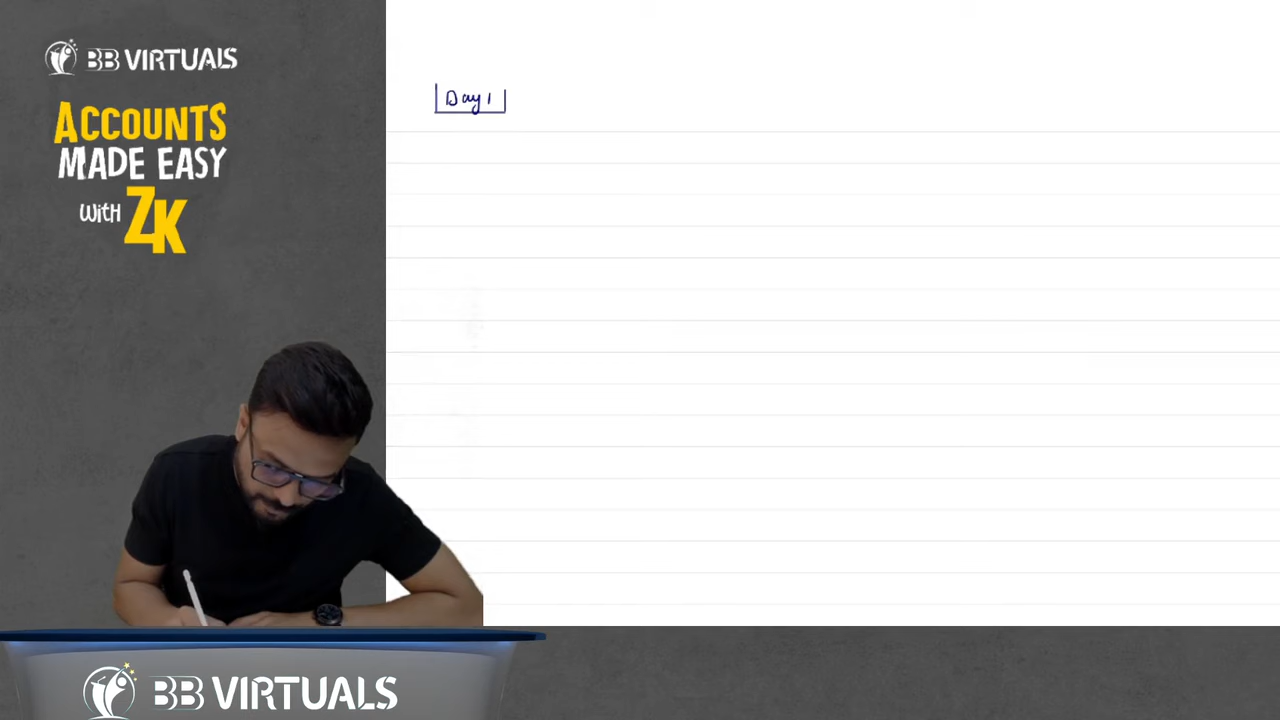 BB VIRTUALS
ACCOUNTS
MADE EASY
WITH ZK
Day 1
BB VIRTUALS